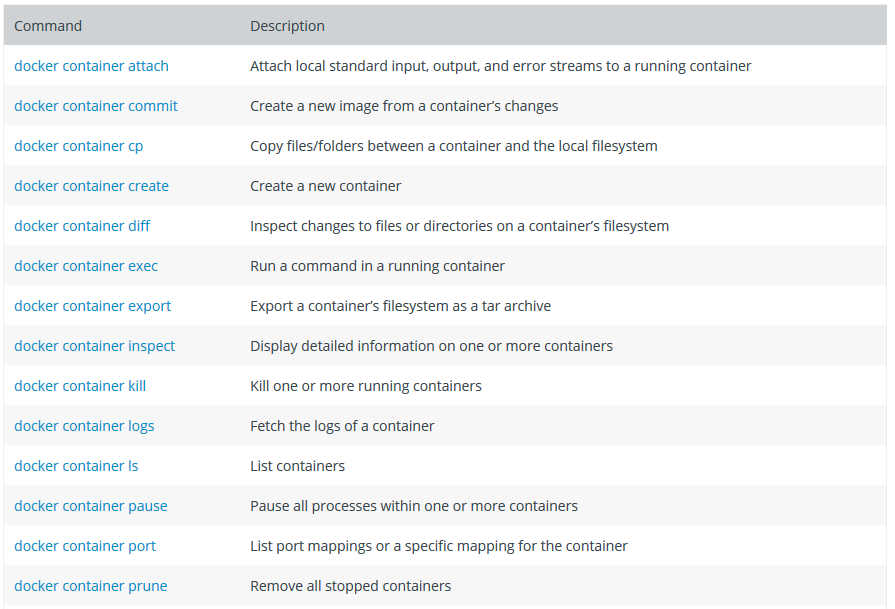 Command Description
docker container attach Attach local standard input, output, and error streams to a running container
docker container commit Create a new image from a container’s changes
docker container cp Copy files/folders between a container and the local filesystem
docker container create Create a new container
docker container diff Inspect changes to files or directories on a container’s filesystem
docker container exec Run a command in a running container
docker container export Export a container’s filesystem as a tar archive
docker container inspect Display detailed information on one or more containers
docker container kill Kill one or more running containers
docker container logs Fetch the logs of a container
docker container ls List containers
docker container pause Pause all processes within one or more containers
docker container port List port mappings or a specific mapping for the container
docker container prune Remove all stopped containers